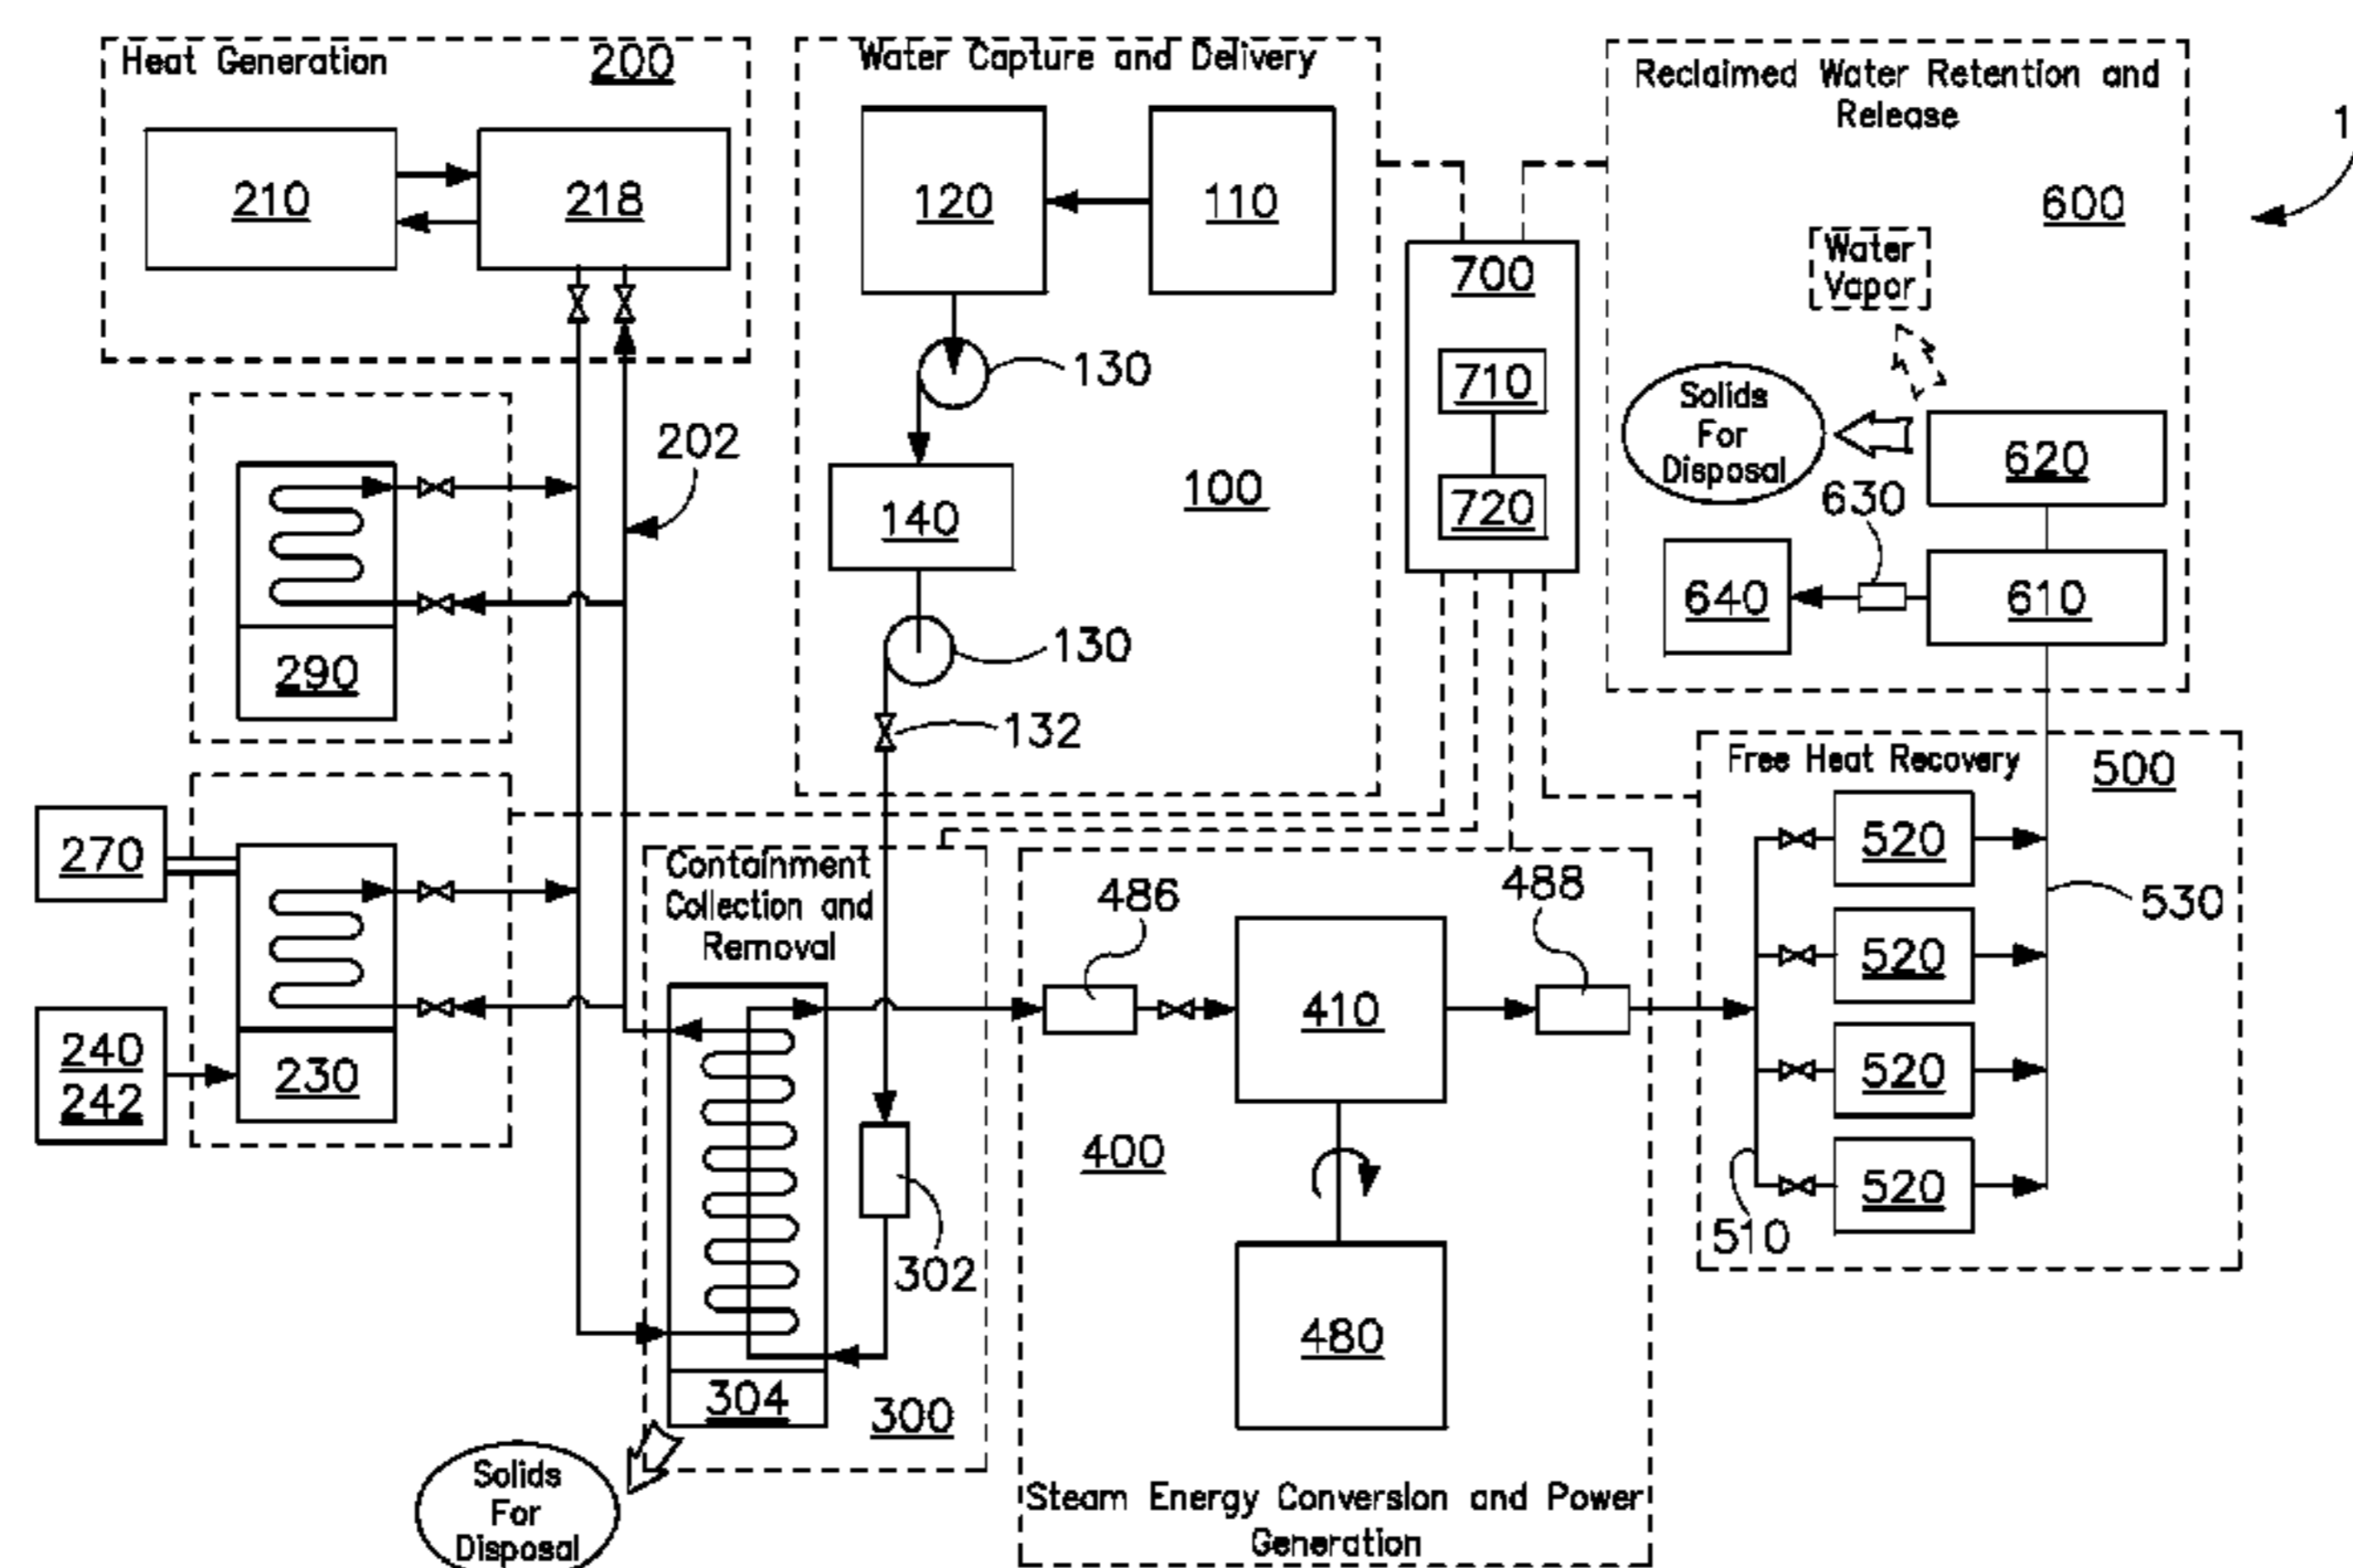 Heat Generation
200
210
218
202
290
270
240
242
230
Water Capture and Delivery
120
110
130
140
100
130
132
700
710
720
Reclaimed Water Retention and
Release
1
600
Water
Vapor
Solids
For
Disposal
620
630
640
610
Containment
Collection and
Removal
302
304
300
Solids
For
Disposal
486
488
410
400
480
Steam Energy Conversion and Power
Generation
Free Heat Recovery
500
520
520
520
520
530
510